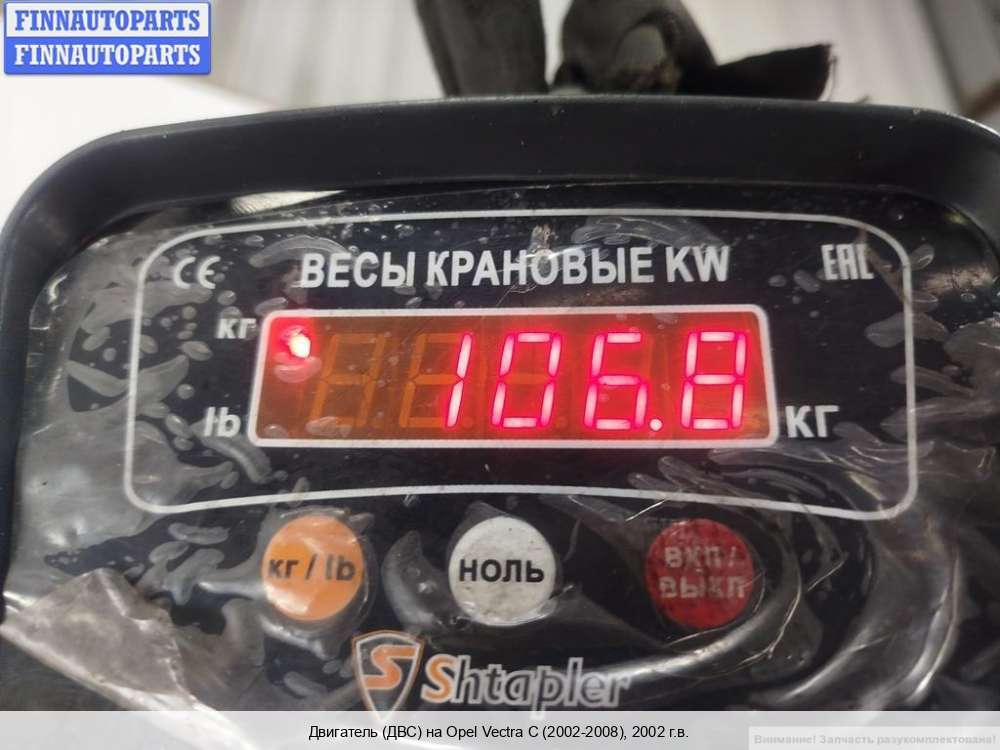 FINNAUTOPARTS
FINNAUTOPARTS
CE ВЕСЫ КРАНОВЫЕ KW EAC
кг
106.8
lb
КГ
кг / lb
НОЛЬ
ВКЛ /
ВЫКЛ
S Shtapler
Двигатель (ДВС) на Opel Vectra C (2002-2008), 2002 г.в.
Внимание! Запчасть разукомплектована!